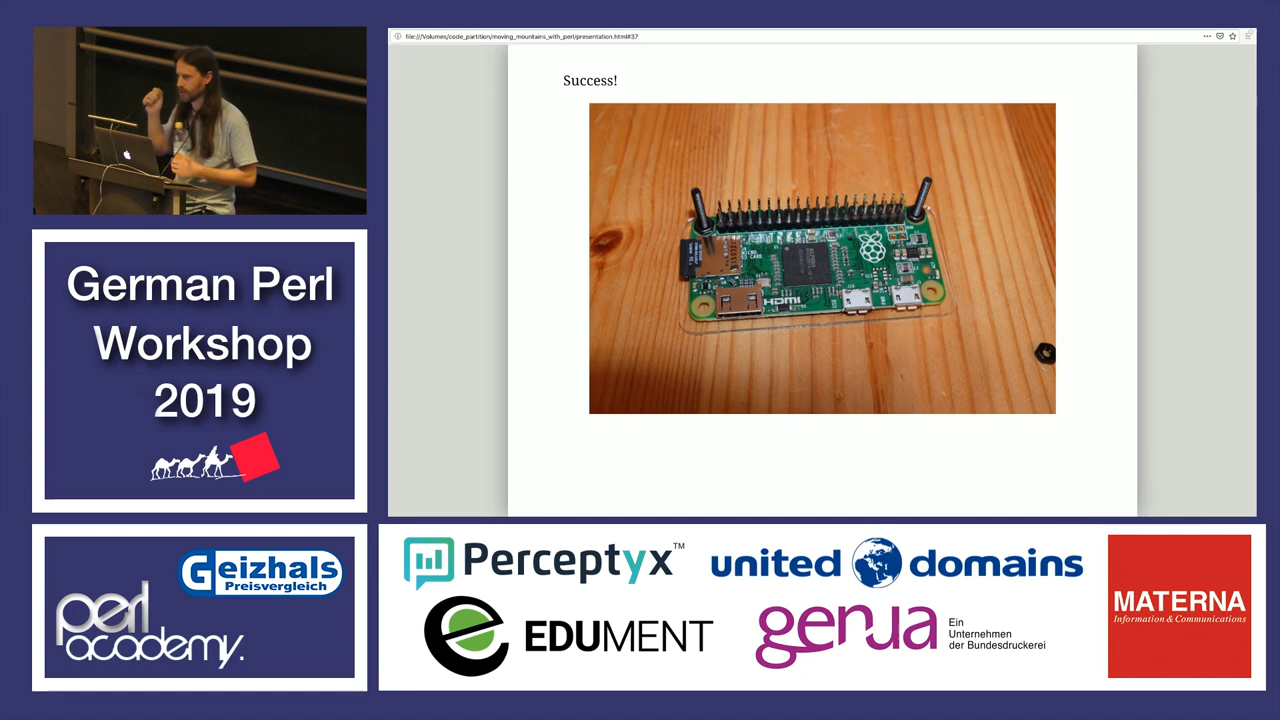 file:///Volumes/code_partition/moving_mountains_with_perl/presentation.html#37
Success!
HDMI
German Perl
Workshop
2019
Geizhals
Preisvergleich
perl
academy.
Perceptyx™
united domains
EDUMENT
genua
Ein
Unternehmen
der Bundesdruckerei
MATERNA
Information & Communications